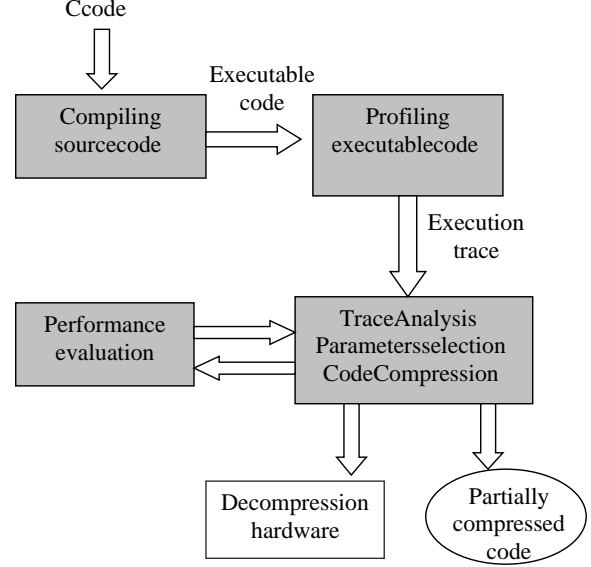 Ccode
Executable
code
Compiling
sourcecode
Profiling
executablecode
Execution
trace
Performance
evaluation
TraceAnalysis
Parametersselection
CodeCompression
Decompression
hardware
Partially
compressed
code